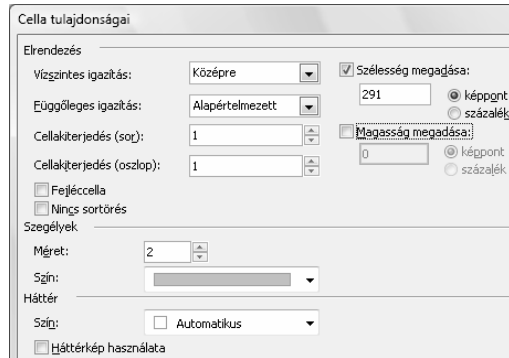 Cella tulajdonságai
Elrendezés
Vízszintes igazítás: Középre
Szélesség megadása:
291 képpont
százalék
Függőleges igazítás: Alapértelmezett
Cellakiterjedés (sor): 1
Magasság megadása:
0 képpont
százalék
Cellakiterjedés (oszlop): 1
Fejléccella
Nincs sortörés
Szegélyek
Méret: 2
Szín:
Háttér
Szín: Automatikus
Háttérkép használata